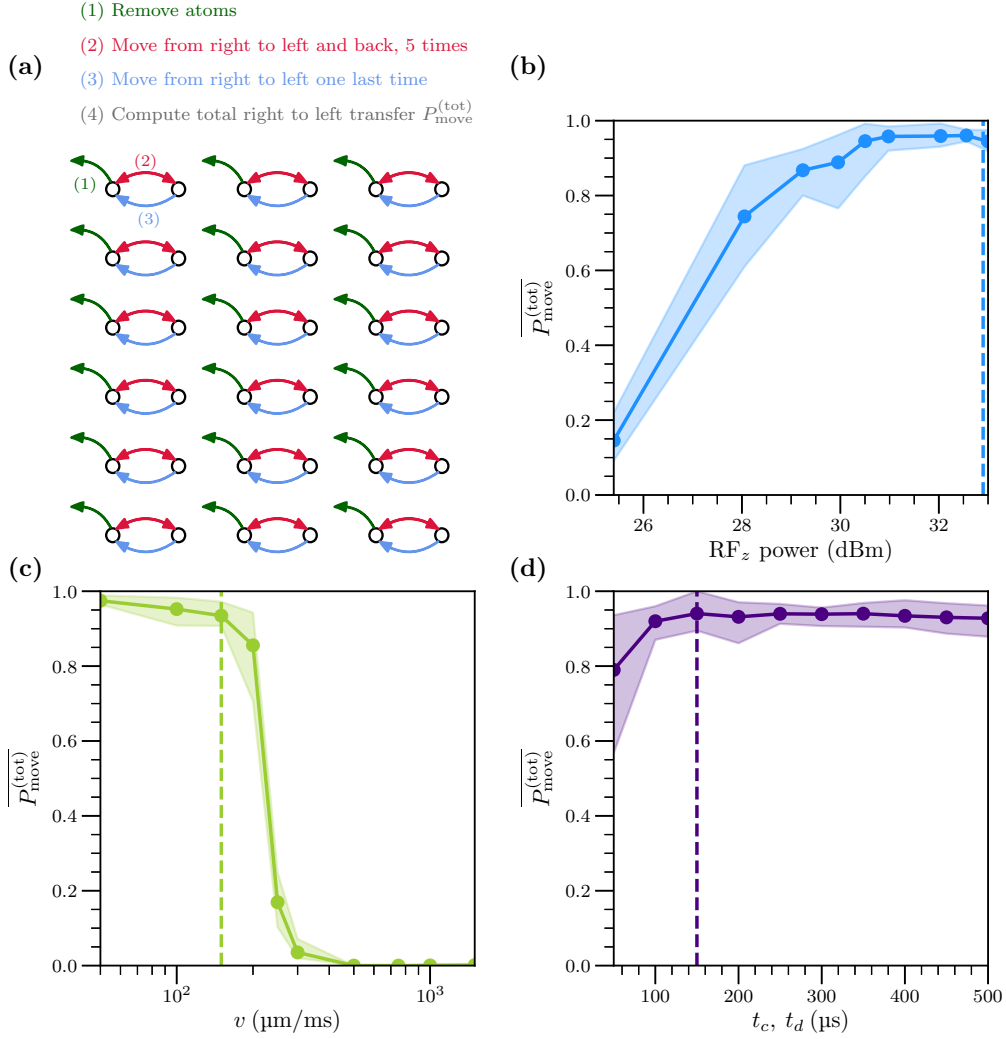 (1) Remove atoms
(2) Move from right to left and back, 5 times
(a)
(3) Move from right to left one last time
(4) Compute total right to left transfer P_move^(tot)
(2)
(1)
(3)
(b)
1.0
0.8
0.6
0.4
0.2
0.0
P_move^(tot)
26 28 30 32
RF_z power (dBm)
(c)
1.0
0.8
0.6
0.4
0.2
0.0
P_move^(tot)
10² 10³
v (µm/ms)
(d)
1.0
0.8
0.6
0.4
0.2
0.0
P_move^(tot)
100 200 300 400 500
t_c, t_d (µs)